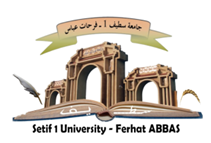 جامعة سطيف 1 - فرحات عباس
Setif 1 University - Ferhat ABBAS